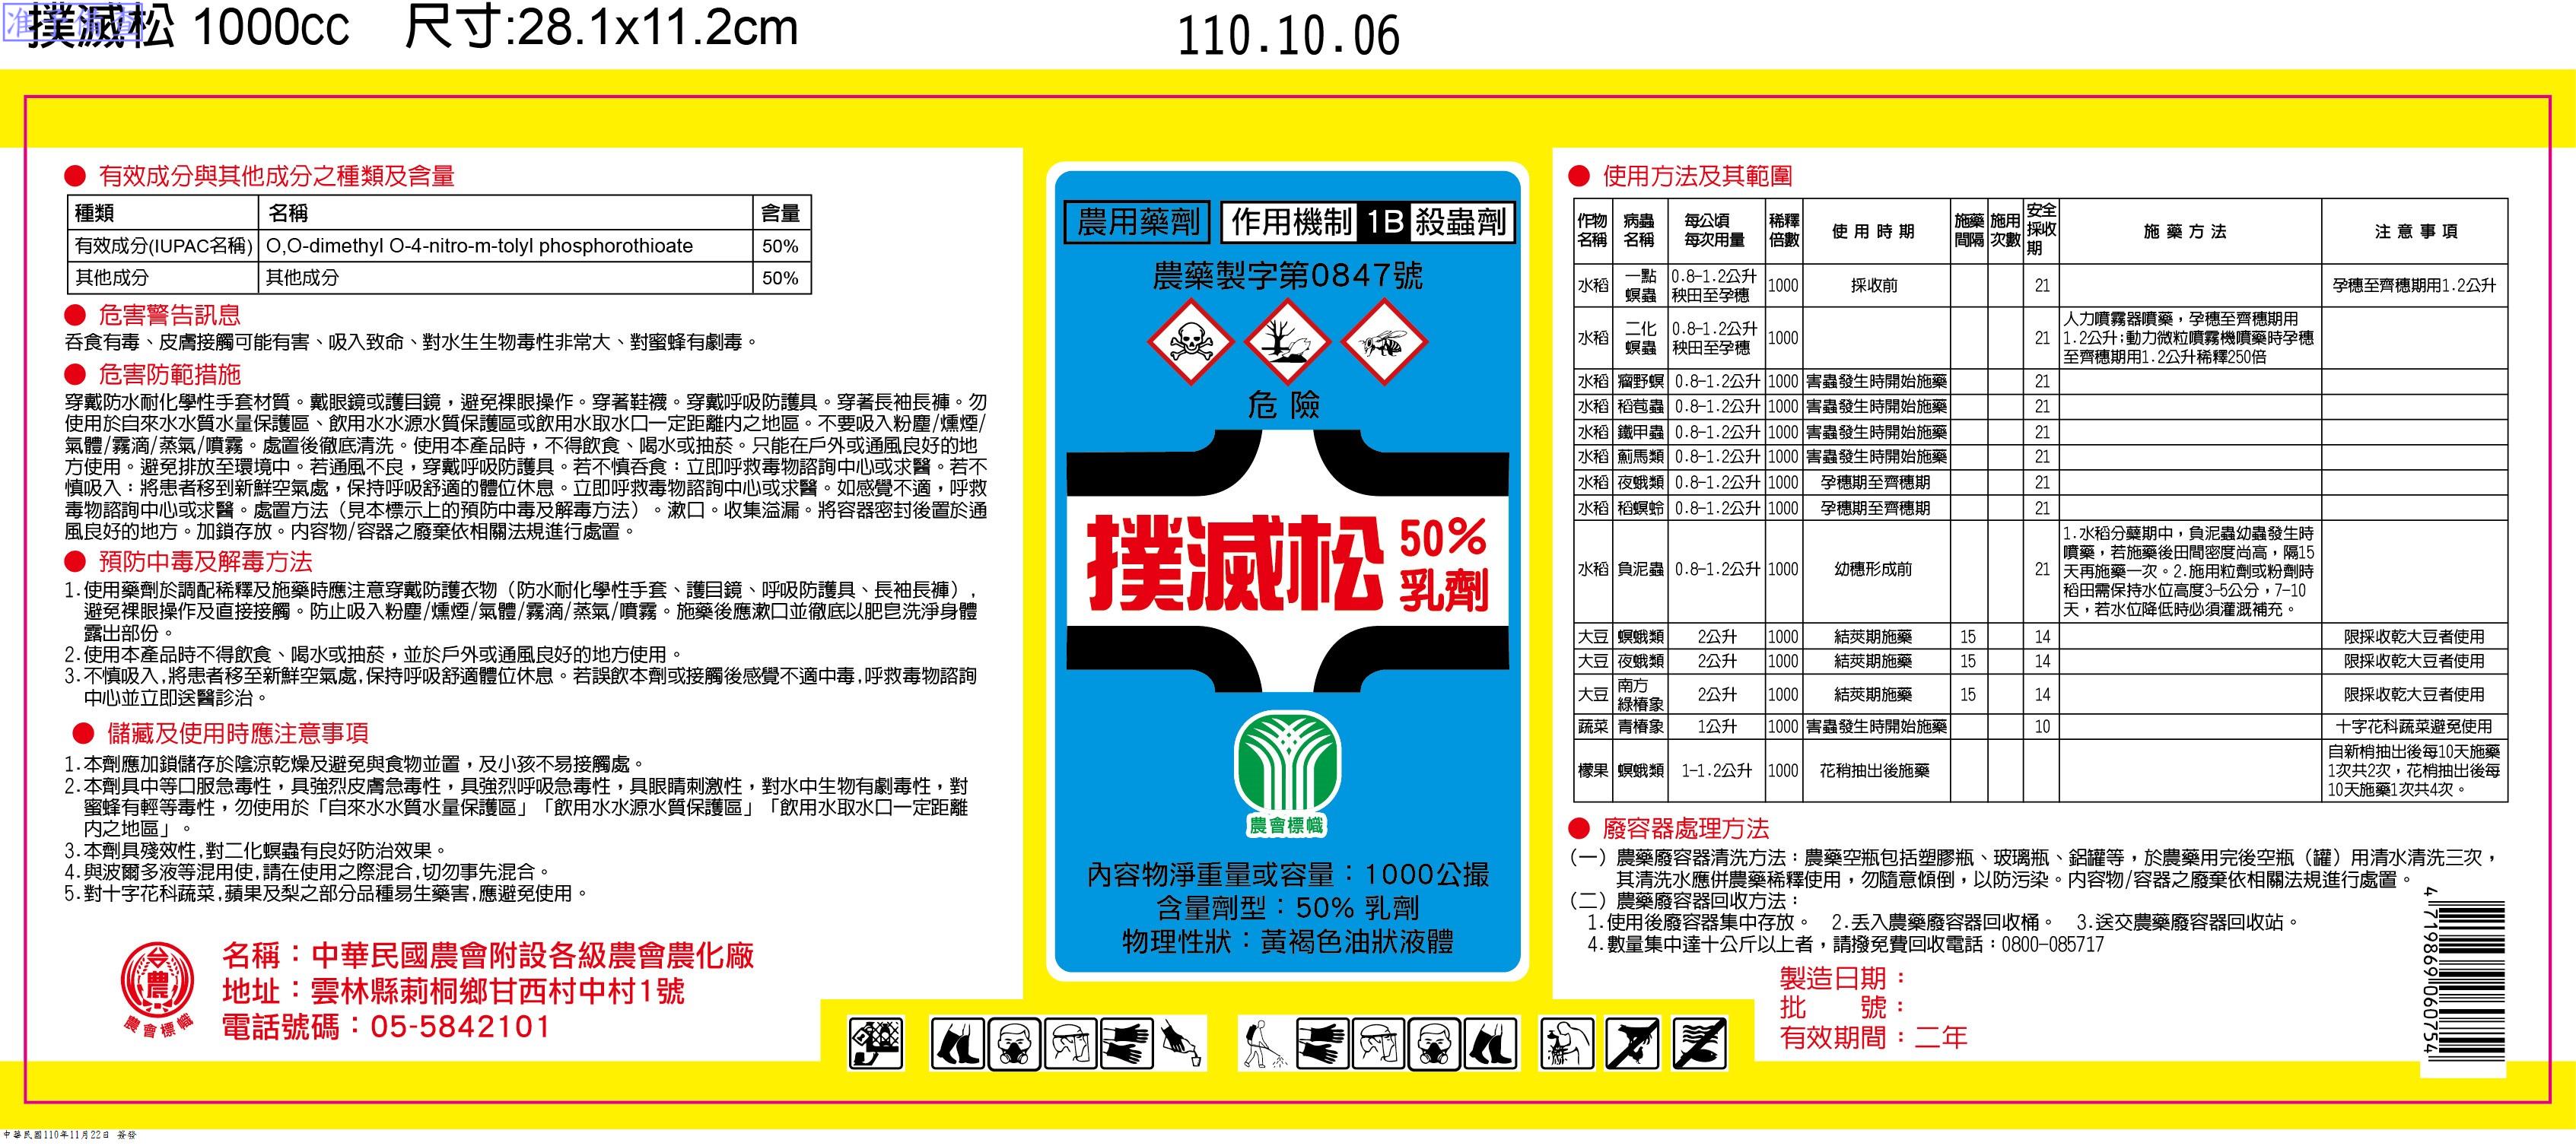 准予備查
撲滅松 1000cc 尺寸:28.1x11.2cm
110.10.06
● 有效成分與其他成分之種類及含量
種類 名稱 含量
有效成分(IUPAC名稱) O,O-dimethyl O-4-nitro-m-tolyl phosphorothioate 50%
其他成分 其他成分 50%
● 危害警告訊息
吞食有毒、皮膚接觸可能有害、吸入致命、對水生生物毒性非常大、對蜜蜂有劇毒。
● 危害防範措施
穿戴防水耐化學性手套材質。戴眼鏡或護目鏡，避免裸眼操作。穿著鞋襪。穿戴呼吸防護具。穿著長袖長褲。勿
使用於自來水水質水量保護區、飲用水水源水質保護區或飲用水取水口一定距離內之地區。不要吸入粉塵/燻煙/
氣體/霧滴/蒸氣/噴霧。處置後徹底清洗。使用本產品時，不得飲食、喝水或抽菸。只能在戶外或通風良好的地
方使用。避免排放至環境中。若通風不良，穿戴呼吸防護具。若不慎吞食：立即呼救毒物諮詢中心或求醫。若不
慎吸入：將患者移到新鮮空氣處，保持呼吸舒適的體位休息。立即呼救毒物諮詢中心或求醫。如感覺不適，呼救
毒物諮詢中心或求醫。處置方法（見本標示上的預防中毒及解毒方法）。漱口。收集溢漏。將容器密封後置於通
風良好的地方。加鎖存放。內容物/容器之廢棄依相關法規進行處置。
● 預防中毒及解毒方法
1.使用藥劑於調配稀釋及施藥時應注意穿戴防護衣物（防水耐化學性手套、護目鏡、呼吸防護具、長袖長褲），
避免裸眼操作及直接接觸。防止吸入粉塵/燻煙/氣體/霧滴/蒸氣/噴霧。施藥後應漱口並徹底以肥皂洗淨身體
露出部份。
2.使用本產品時不得飲食、喝水或抽菸，並於戶外或通風良好的地方使用。
3.不慎吸入,將患者移至新鮮空氣處,保持呼吸舒適體位休息。若誤飲本劑或接觸後感覺不適中毒,呼救毒物諮詢
中心並立即送醫診治。
● 儲藏及使用時應注意事項
1.本劑應加鎖儲存於陰涼乾燥及避免與食物並置，及小孩不易接觸處。
2.本劑具中等口服急毒性，具強烈皮膚急毒性，具強烈呼吸急毒性，具眼睛刺激性，對水中生物有劇毒性，對
蜜蜂有輕等毒性，勿使用於「自來水水質水量保護區」「飲用水水源水質保護區」「飲用水取水口一定距離
內之地區」。
3.本劑具殘效性,對二化螟蟲有良好防治效果。
4.與波爾多液等混用使,請在使用之際混合,切勿事先混合。
5.對十字花科蔬菜,蘋果及梨之部分品種易生藥害,應避免使用。
農
農會標幟
名稱：中華民國農會附設各級農會農化廠
地址：雲林縣莿桐鄉甘西村中村1號
電話號碼：05-5842101
農用藥劑 作用機制 1B 殺蟲劑
農藥製字第0847號
危險
撲滅松 50% 乳劑
農會標幟
內容物淨重量或容量：1000公撮
含量劑型：50% 乳劑
物理性狀：黃褐色油狀液體
● 使用方法及其範圍
作物名稱 病蟲名稱 每公頃每次用量 稀釋倍數 使用時期 施藥間隔 施用次數 安全採收期 施藥方法 注意事項
水稻 一點螟蟲 0.8-1.2公升秧田至孕穗 1000 採收前 21 孕穗至齊穗期用1.2公升
水稻 二化螟蟲 0.8-1.2公升秧田至孕穗 1000 21 人力噴霧器噴藥，孕穗至齊穗期用
1.2公升;動力微粒噴霧機噴藥時孕穗
至齊穗期用1.2公升稀釋250倍
水稻 瘤野螟 0.8-1.2公升 1000 害蟲發生時開始施藥 21
水稻 稻苞蟲 0.8-1.2公升 1000 害蟲發生時開始施藥 21
水稻 鐵甲蟲 0.8-1.2公升 1000 害蟲發生時開始施藥 21
水稻 薊馬類 0.8-1.2公升 1000 害蟲發生時開始施藥 21
水稻 夜蛾類 0.8-1.2公升 1000 孕穗期至齊穗期 21
水稻 稻螟蛉 0.8-1.2公升 1000 孕穗期至齊穗期 21
水稻 負泥蟲 0.8-1.2公升 1000 幼穗形成前 21 1.水稻分蘗期中，負泥蟲幼蟲發生時
噴藥，若施藥後田間密度尚高，隔15
天再施藥一次。2.施用粒劑或粉劑時
稻田需保持水位高度3-5公分，7-10
天，若水位降低時必須灌溉補充。
大豆 螟蛾類 2公升 1000 結莢期施藥 15 14 限採收乾大豆者使用
大豆 夜蛾類 2公升 1000 結莢期施藥 15 14 限採收乾大豆者使用
大豆 南方綠椿象 2公升 1000 結莢期施藥 15 14 限採收乾大豆者使用
蔬菜 青椿象 1公升 1000 害蟲發生時開始施藥 10 十字花科蔬菜避免使用
檬果 螟蛾類 1-1.2公升 1000 花梢抽出後施藥 自新梢抽出後每10天施藥
1次共2次，花梢抽出後每
10天施藥1次共4次。
● 廢容器處理方法
（一）農藥廢容器清洗方法：農藥空瓶包括塑膠瓶、玻璃瓶、鋁罐等，於農藥用完後空瓶（罐）用清水清洗三次，
其清洗水應併農藥稀釋使用，勿隨意傾倒，以防污染。內容物/容器之廢棄依相關法規進行處置。
（二）農藥廢容器回收方法：
1.使用後廢容器集中存放。 2.丟入農藥廢容器回收桶。 3.送交農藥廢容器回收站。
4.數量集中達十公斤以上者，請撥免費回收電話：0800-085717
製造日期：
批 號：
有效期間：二年
4 719869 060754
中華民國110年11月22日 簽發